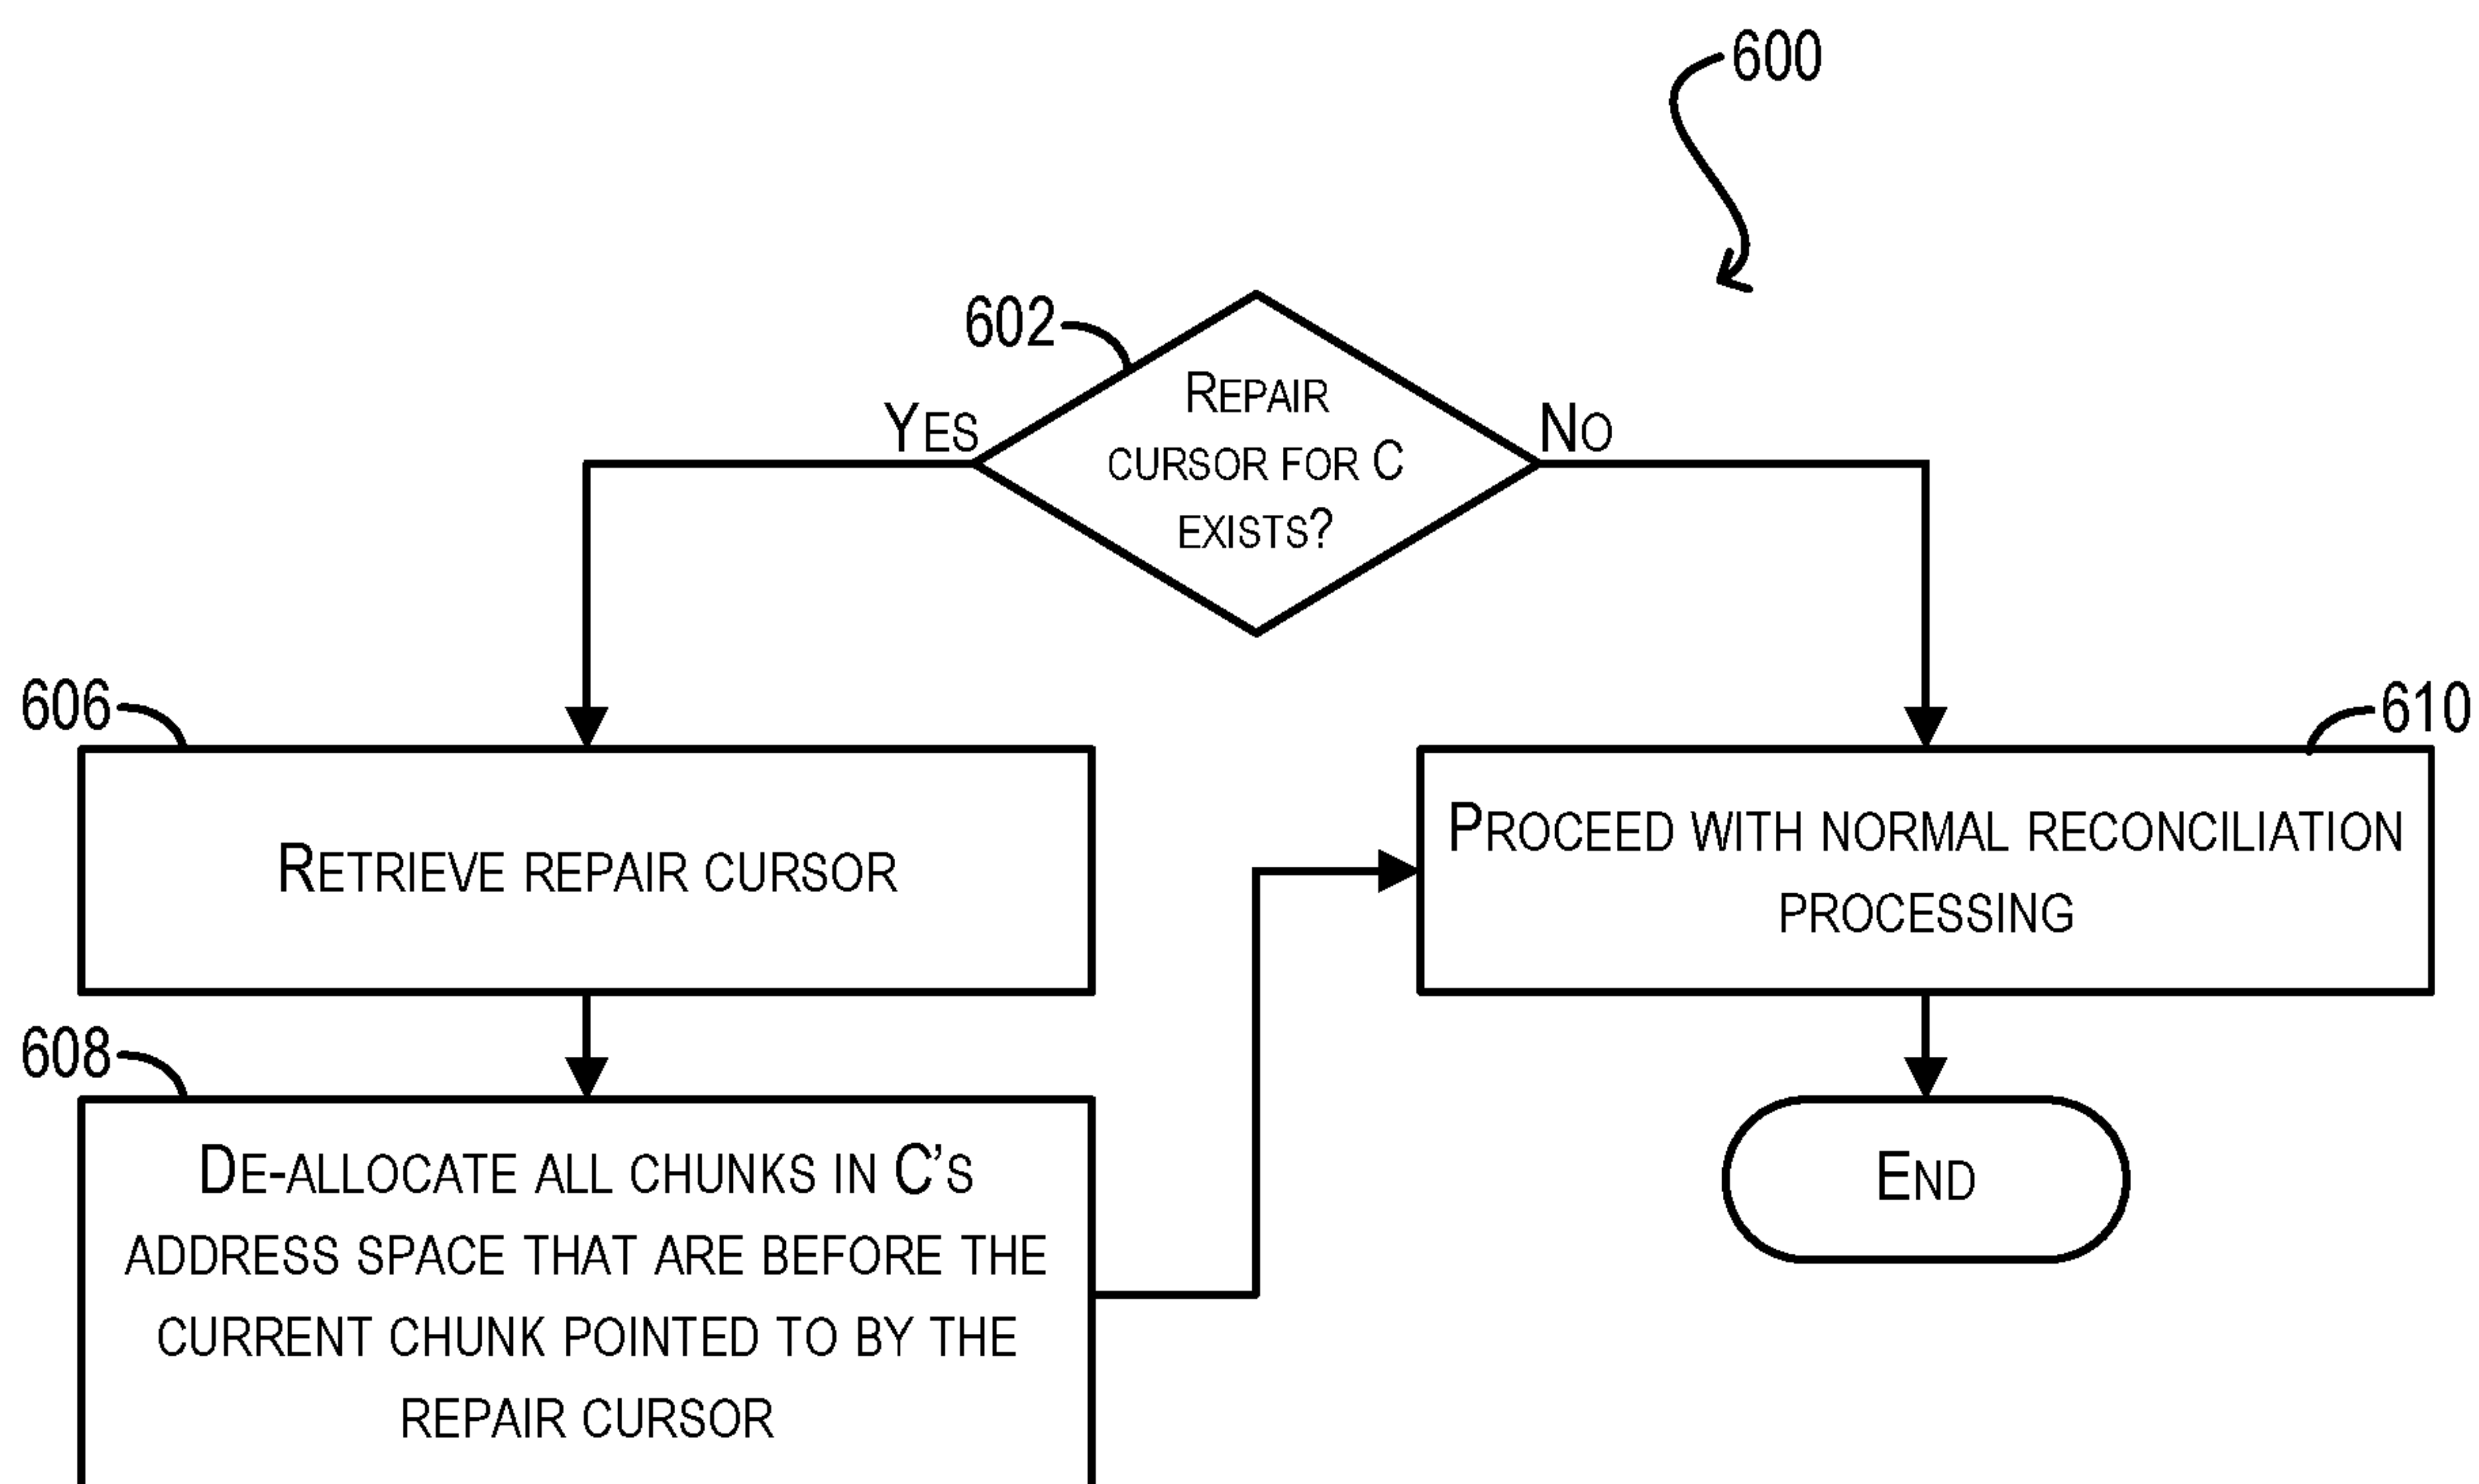 600
602
Repair
cursor for C
exists?
Yes
No
606
Retrieve repair cursor
610
Proceed with normal reconciliation
processing
608
De-allocate all chunks in C's
address space that are before the
current chunk pointed to by the
repair cursor
End